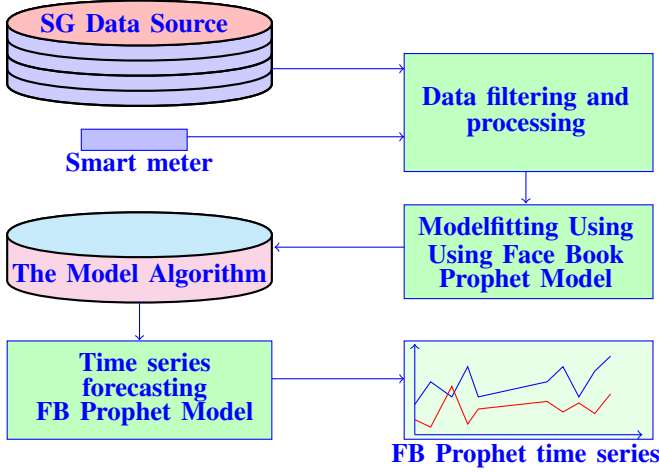 SG Data Source
Data filtering and
processing
Smart meter
Modelfitting Using
Using Face Book
Prophet Model
The Model Algorithm
Time series
forecasting
FB Prophet Model
FB Prophet time series